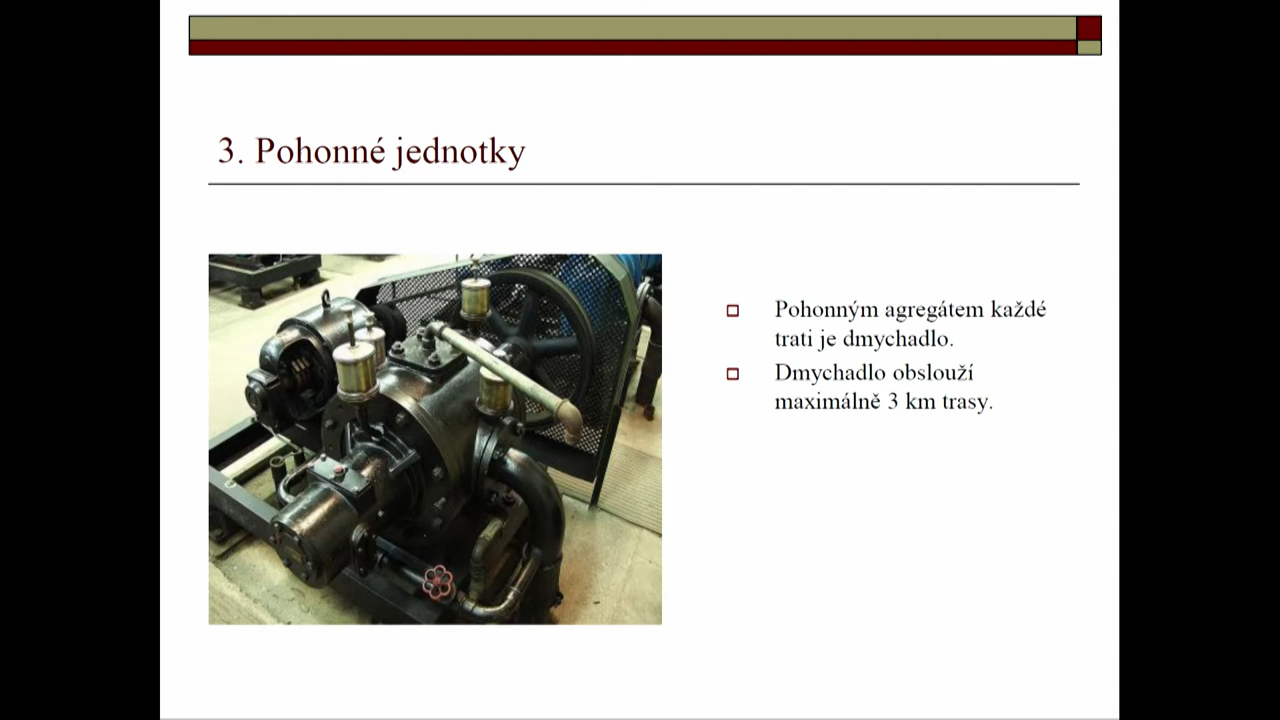 3. Pohonné jednotky
Pohonným agregátem každé
trati je dmychadlo.
Dmychadlo obslouží
maximálně 3 km trasy.